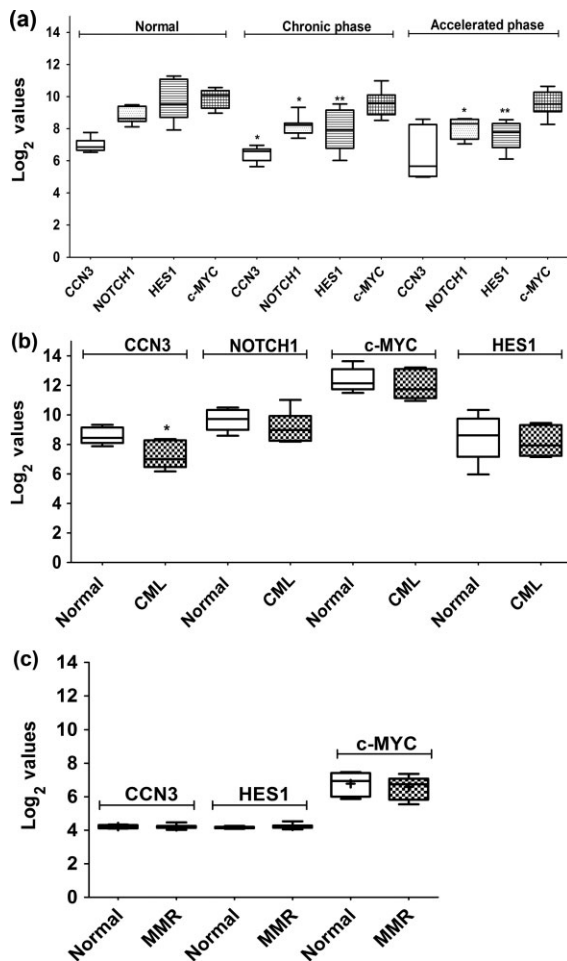 (a)
Normal Chronic phase Accelerated phase
14
12
10
8
6
4
2
0
Log2 values
* * ** * **
CCN3 NOTCH1 HES1 c-MYC CCN3 NOTCH1 HES1 c-MYC CCN3 NOTCH1 HES1 c-MYC
(b)
CCN3 NOTCH1 c-MYC HES1
14
12
10
8
6
4
2
0
Log2 values
*
Normal CML Normal CML Normal CML Normal CML
(c)
14
12
10
8
6
4
2
0
Log2 values
c-MYC
CCN3 HES1
Normal MMR Normal MMR Normal MMR